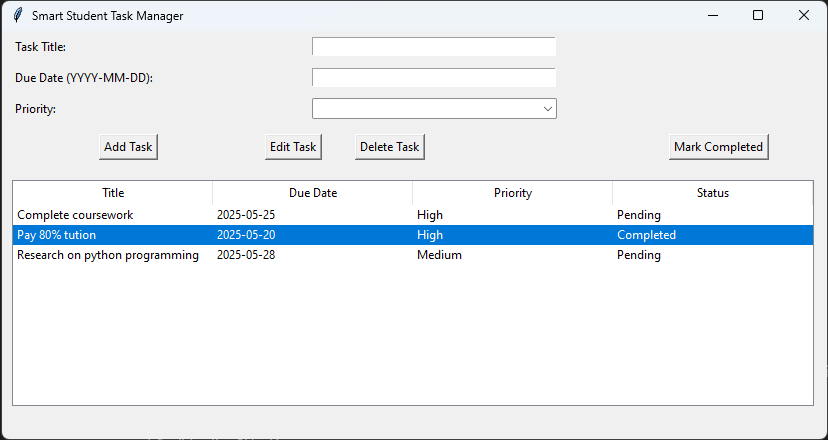 Smart Student Task Manager
Task Title:
Due Date (YYYY-MM-DD):
Priority:
Add Task Edit Task Delete Task Mark Completed
Title Due Date Priority Status
Complete coursework 2025-05-25 High Pending
Pay 80% tution 2025-05-20 High Completed
Research on python programming 2025-05-28 Medium Pending